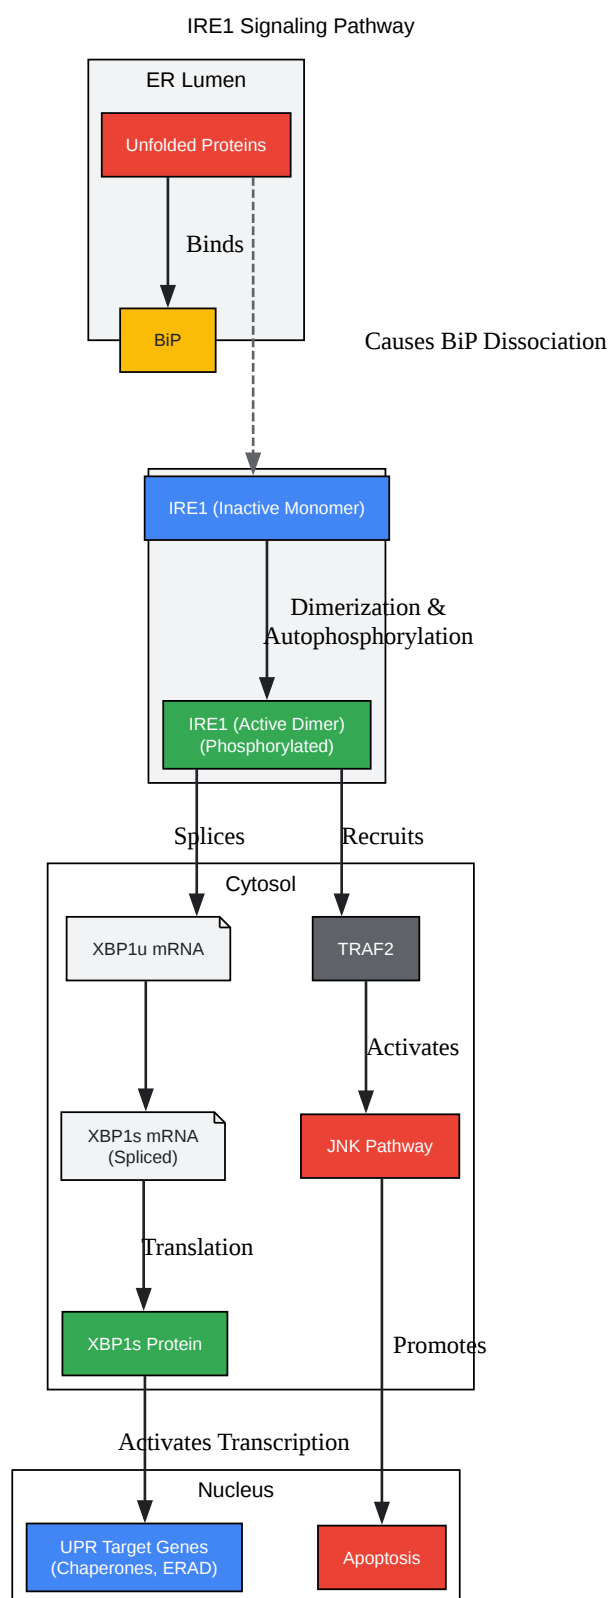 IRE1 Signaling Pathway
ER Lumen
Unfolded Proteins
Binds
BiP
Causes BiP Dissociation
IRE1 (Inactive Monomer)
Dimerization &
Autophosphorylation
IRE1 (Active Dimer)
(Phosphorylated)
Splices
Recruits
Cytosol
XBP1u mRNA
TRAF2
Activates
XBP1s mRNA
(Spliced)
JNK Pathway
Translation
XBP1s Protein
Promotes
Activates Transcription
Nucleus
UPR Target Genes
(Chaperones, ERAD)
Apoptosis